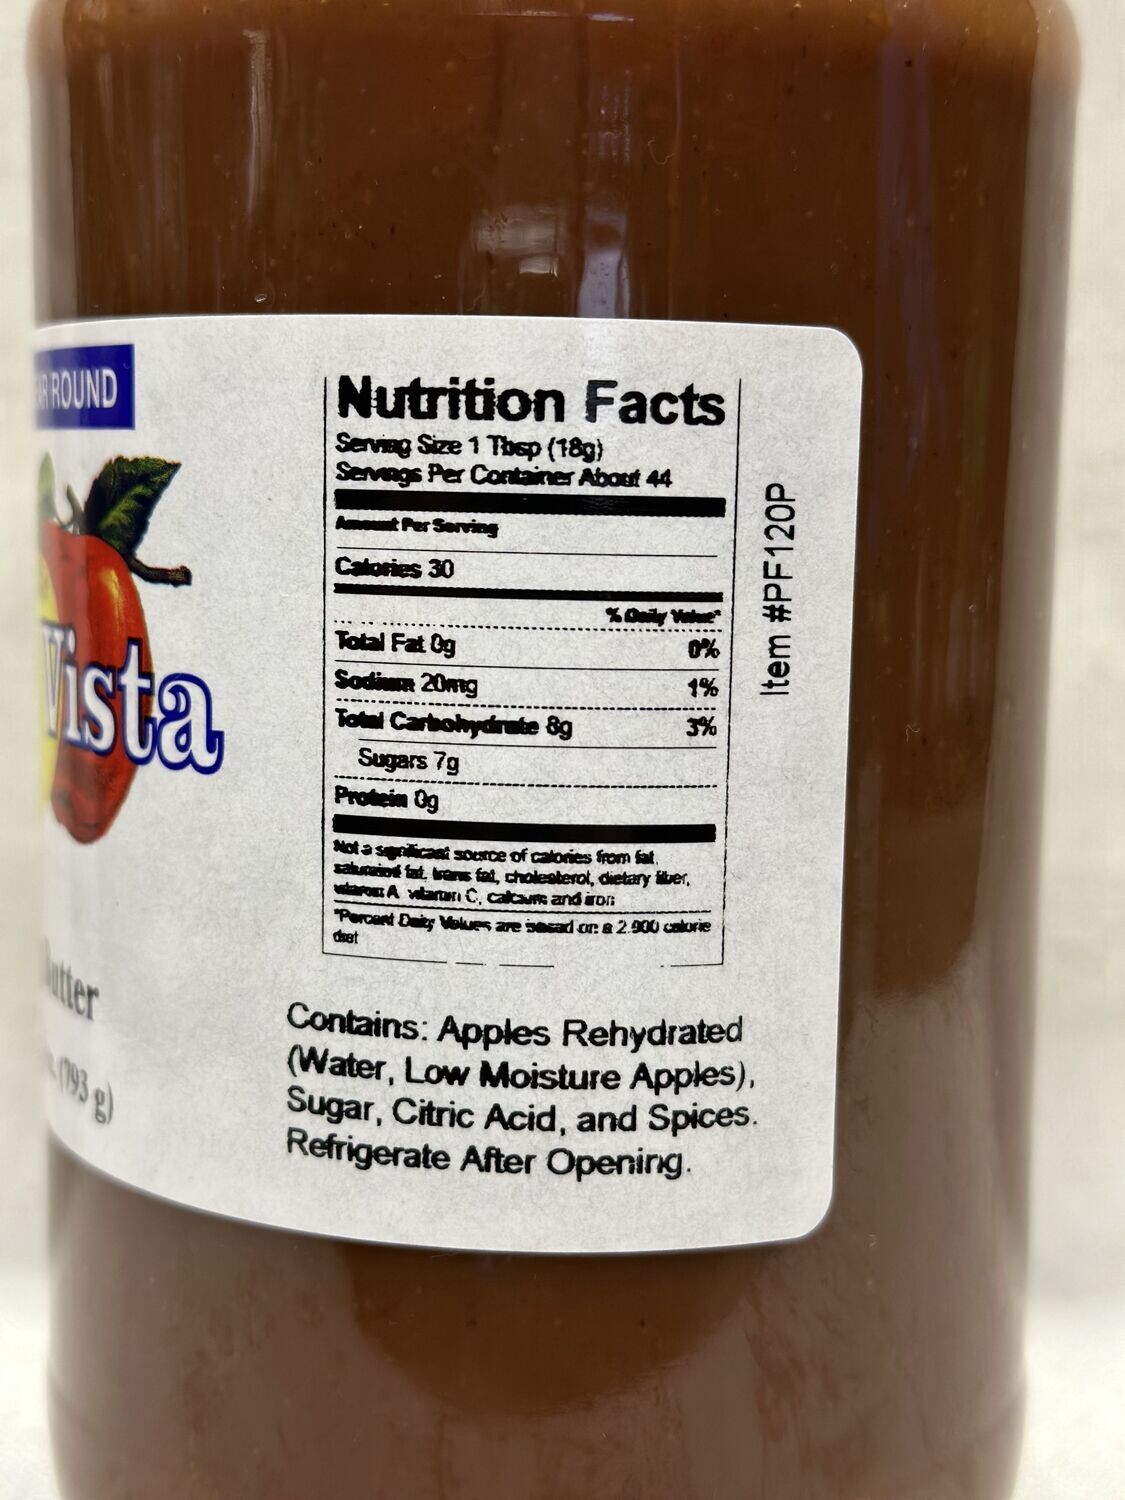 ROUND
Vista
(793 g)
Nutrition Facts
Serving Size 1 Tbsp (18g)
Servings Per Container About 44
Amount Per Serving
Calories 30
% Daily Value*
Total Fat 0g 0%
Sodium 20mg 1%
Total Carbohydrate 8g 3%
Sugars 7g
Protein 0g
Not a significant source of calories from fat,
saturated fat, trans fat, cholesterol, dietary fiber,
vitamin A, vitamin C, calcium and iron
*Percent Daily Values are based on a 2,000 calorie
diet
Item #PF120P
Contains: Apples Rehydrated
(Water, Low Moisture Apples),
Sugar, Citric Acid, and Spices.
Refrigerate After Opening.